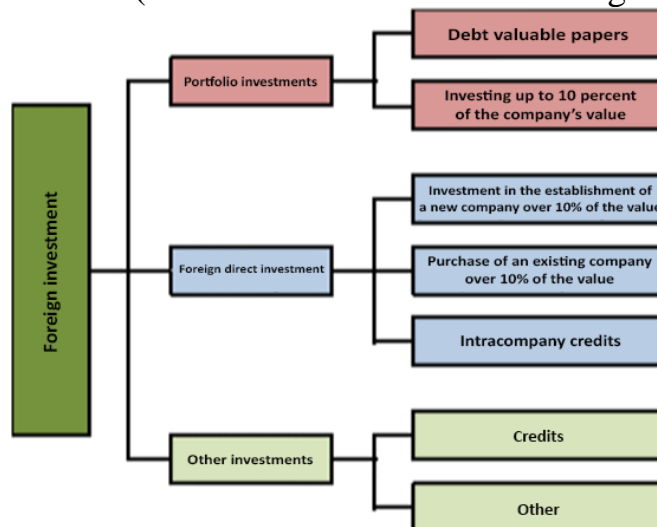 Debt valuable papers
Portfolio investments
Investing up to 10 percent
of the company's value
Foreign investment
Investment in the establishment of
a new company over 10% of the value
Foreign direct investment
Purchase of an existing company
over 10% of the value
Intracompany credits
Other investments
Credits
Other